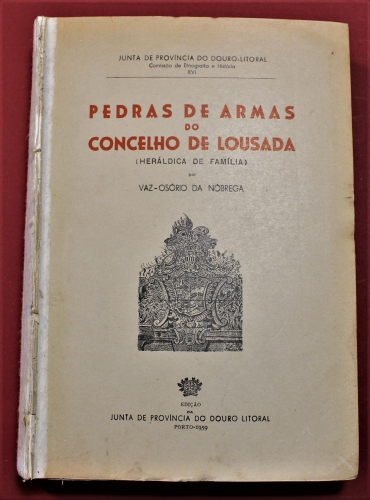 JUNTA DE PROVÍNCIA DO DOURO-LITORAL
Comissão de Etnografia e História
XVI
PEDRAS DE ARMAS
DO
CONCELHO DE LOUSADA
(HERÁLDICA DE FAMÍLIA)
por
VAZ-OSÓRIO DA NÓBREGA
EDIÇÃO
DA
JUNTA DE PROVÍNCIA DO DOURO LITORAL
PORTO-1959